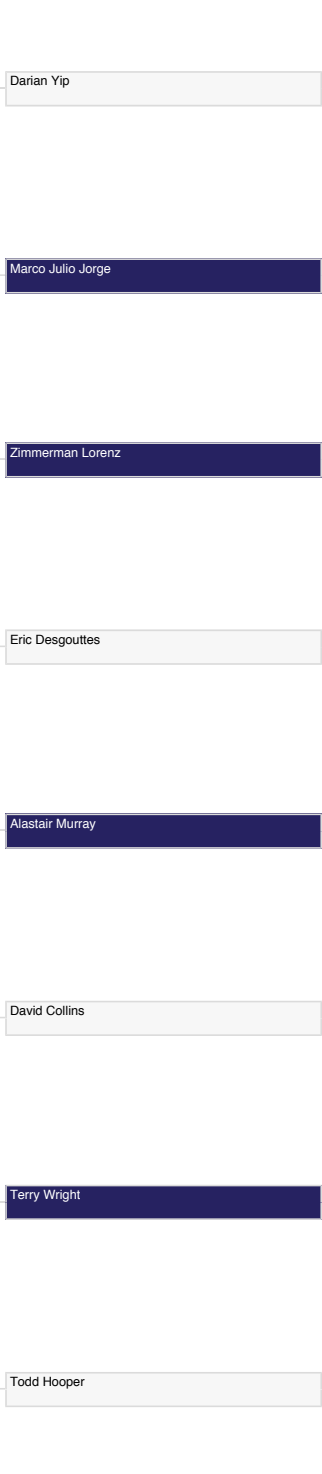 Darian Yip
Marco Julio Jorge
Zimmerman Lorenz
Eric Desgouttes
Alastair Murray
David Collins
Terry Wright
Todd Hooper